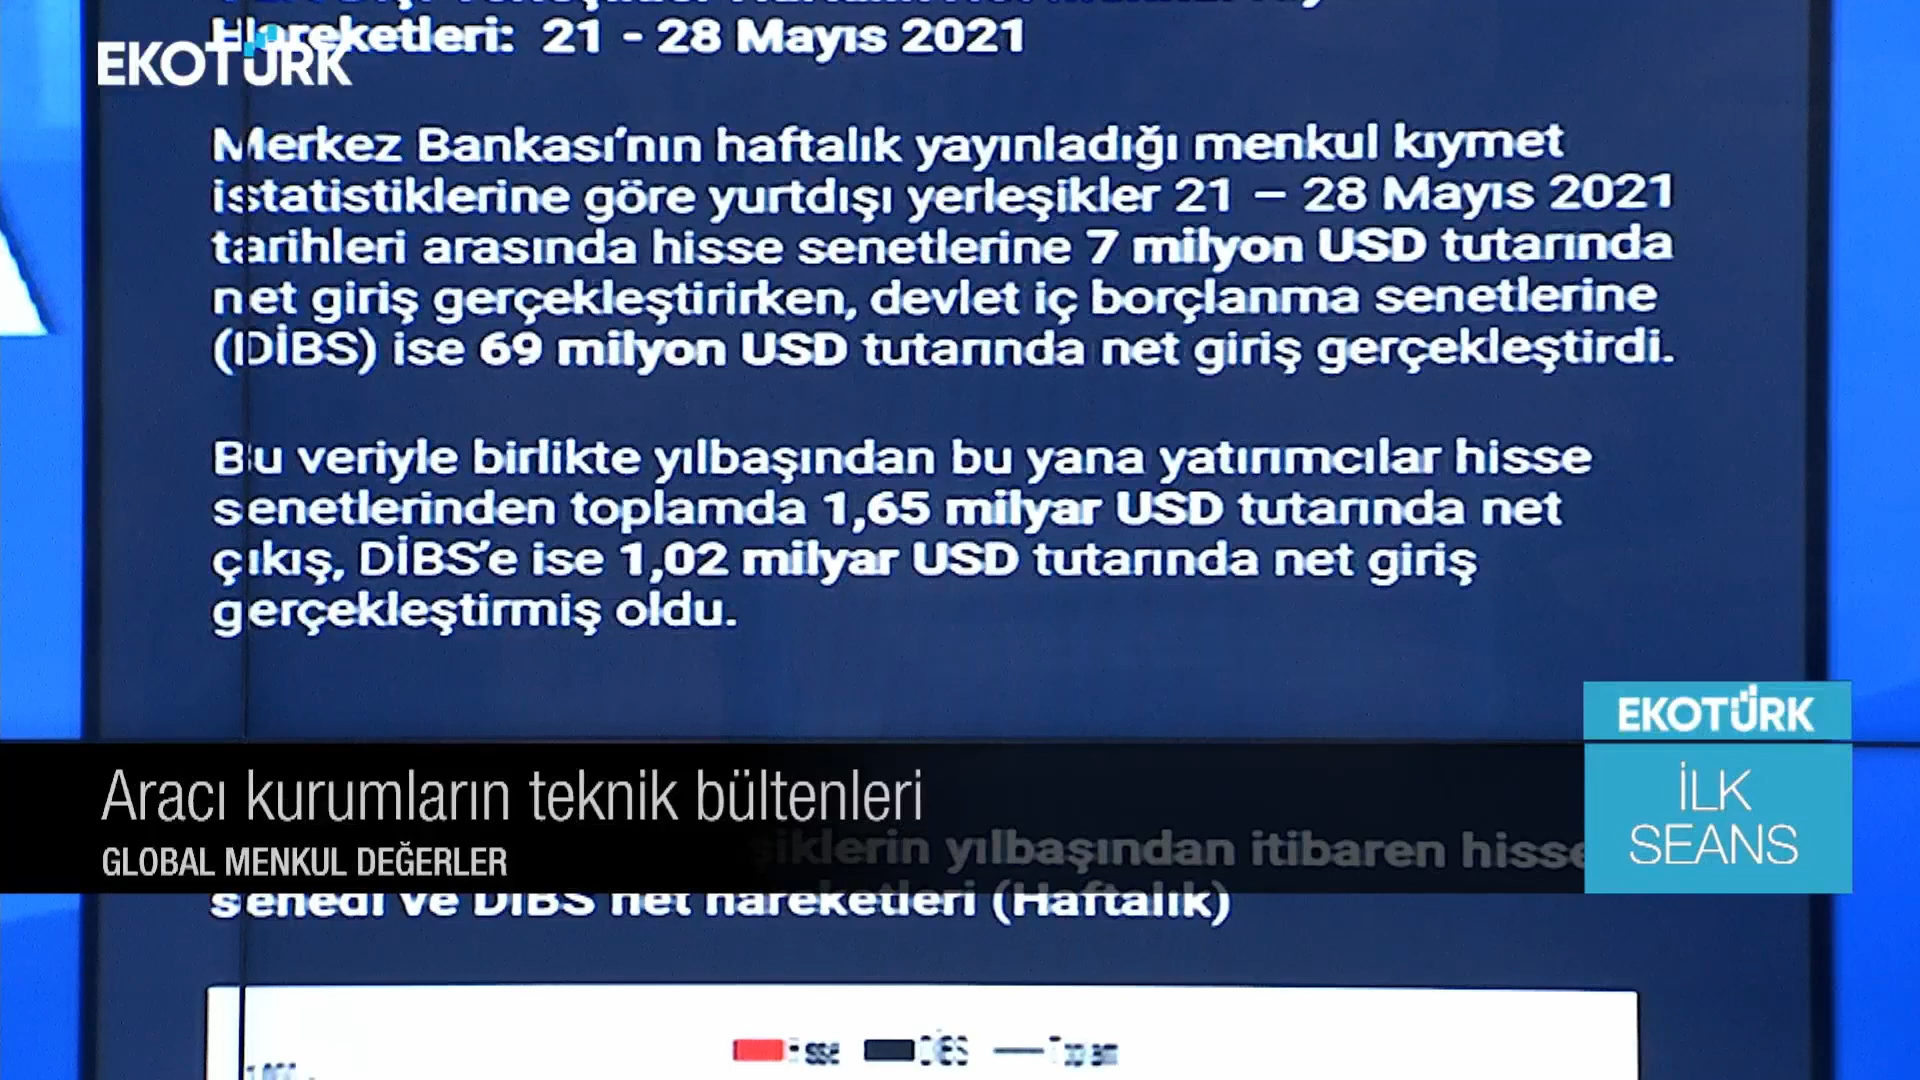 Hareketleri: 21 - 28 Mayıs 2021
EKOTÜRK
Merkez Bankası'nın haftalık yayınladığı menkul kıymet
istatistiklerine göre yurtdışı yerleşikler 21 – 28 Mayıs 2021
tarihleri arasında hisse senetlerine 7 milyon USD tutarında
net giriş gerçekleştirirken, devlet iç borçlanma senetlerine
(DİBS) ise 69 milyon USD tutarında net giriş gerçekleştirdi.
Bu veriyle birlikte yılbaşından bu yana yatırımcılar hisse
senetlerinden toplamda 1,65 milyar USD tutarında net
çıkış, DİBS'e ise 1,02 milyar USD tutarında net giriş
gerçekleştirmiş oldu.
EKOTÜRK
İLK
SEANS
Aracı kurumların teknik bültenleri
GLOBAL MENKUL DEĞERLER
yılbaşından itibaren hisse
senedi ve DİBS net hareketleri (Haftalık)
Hisse DİBS Toplam